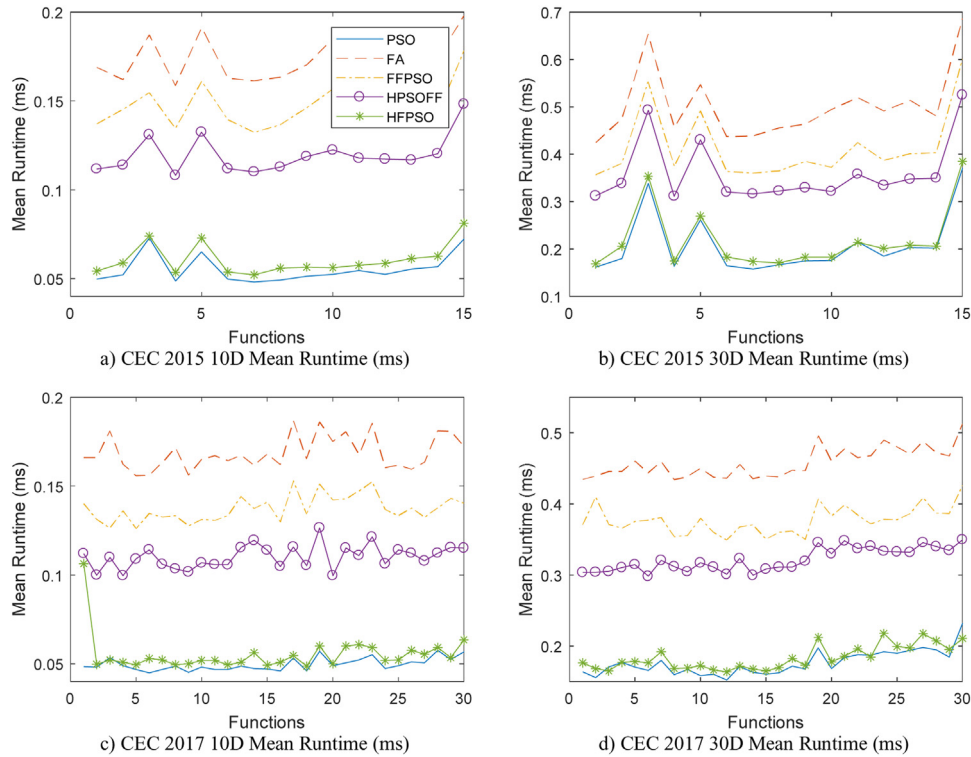 0.2
0.15
0.1
0.05
Mean Runtime (ms)
PSO
FA
FFPSO
HPSOFF
HFPSO
0 5 10 15
Functions
a) CEC 2015 10D Mean Runtime (ms)
0.7
0.6
0.5
0.4
0.3
0.2
0.1
Mean Runtime (ms)
0 5 10 15
Functions
b) CEC 2015 30D Mean Runtime (ms)
0.2
0.15
0.1
0.05
Mean Runtime (ms)
0 5 10 15 20 25 30
Functions
c) CEC 2017 10D Mean Runtime (ms)
0.5
0.4
0.3
0.2
Mean Runtime (ms)
0 5 10 15 20 25 30
Functions
d) CEC 2017 30D Mean Runtime (ms)